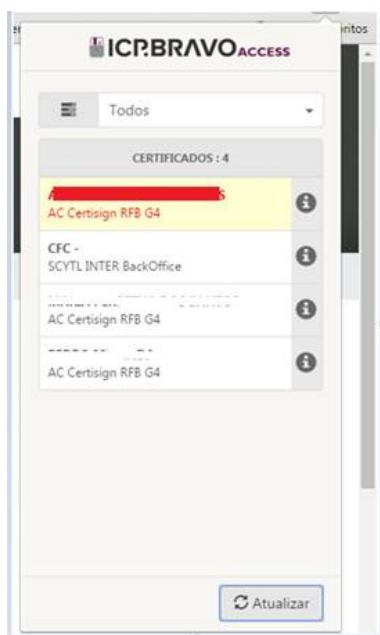 ritos
ICP.BRAVO ACCESS
Todos
CERTIFICADOS : 4
AC Certisign RFB G4
CFC -
SCYTL INTER BackOffice
AC Certisign RFB G4
AC Certisign RFB G4
Atualizar